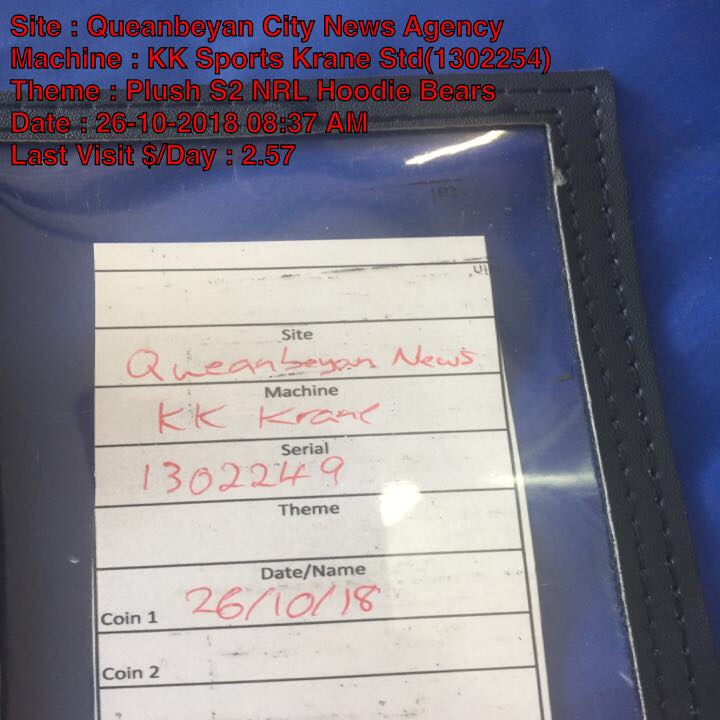 Site : Queanbeyan City News Agency
Machine : KK Sports Krane Std(1302254)
Theme : Plush S2 NRL Hoodie Bears
Date : 26-10-2018 08:37 AM
Last Visit $/Day : 2.57
Site
Queanbeyan News
Machine
KK Krane
Serial
1302249
Theme
Date/Name
Coin 1 26/10/18
Coin 2